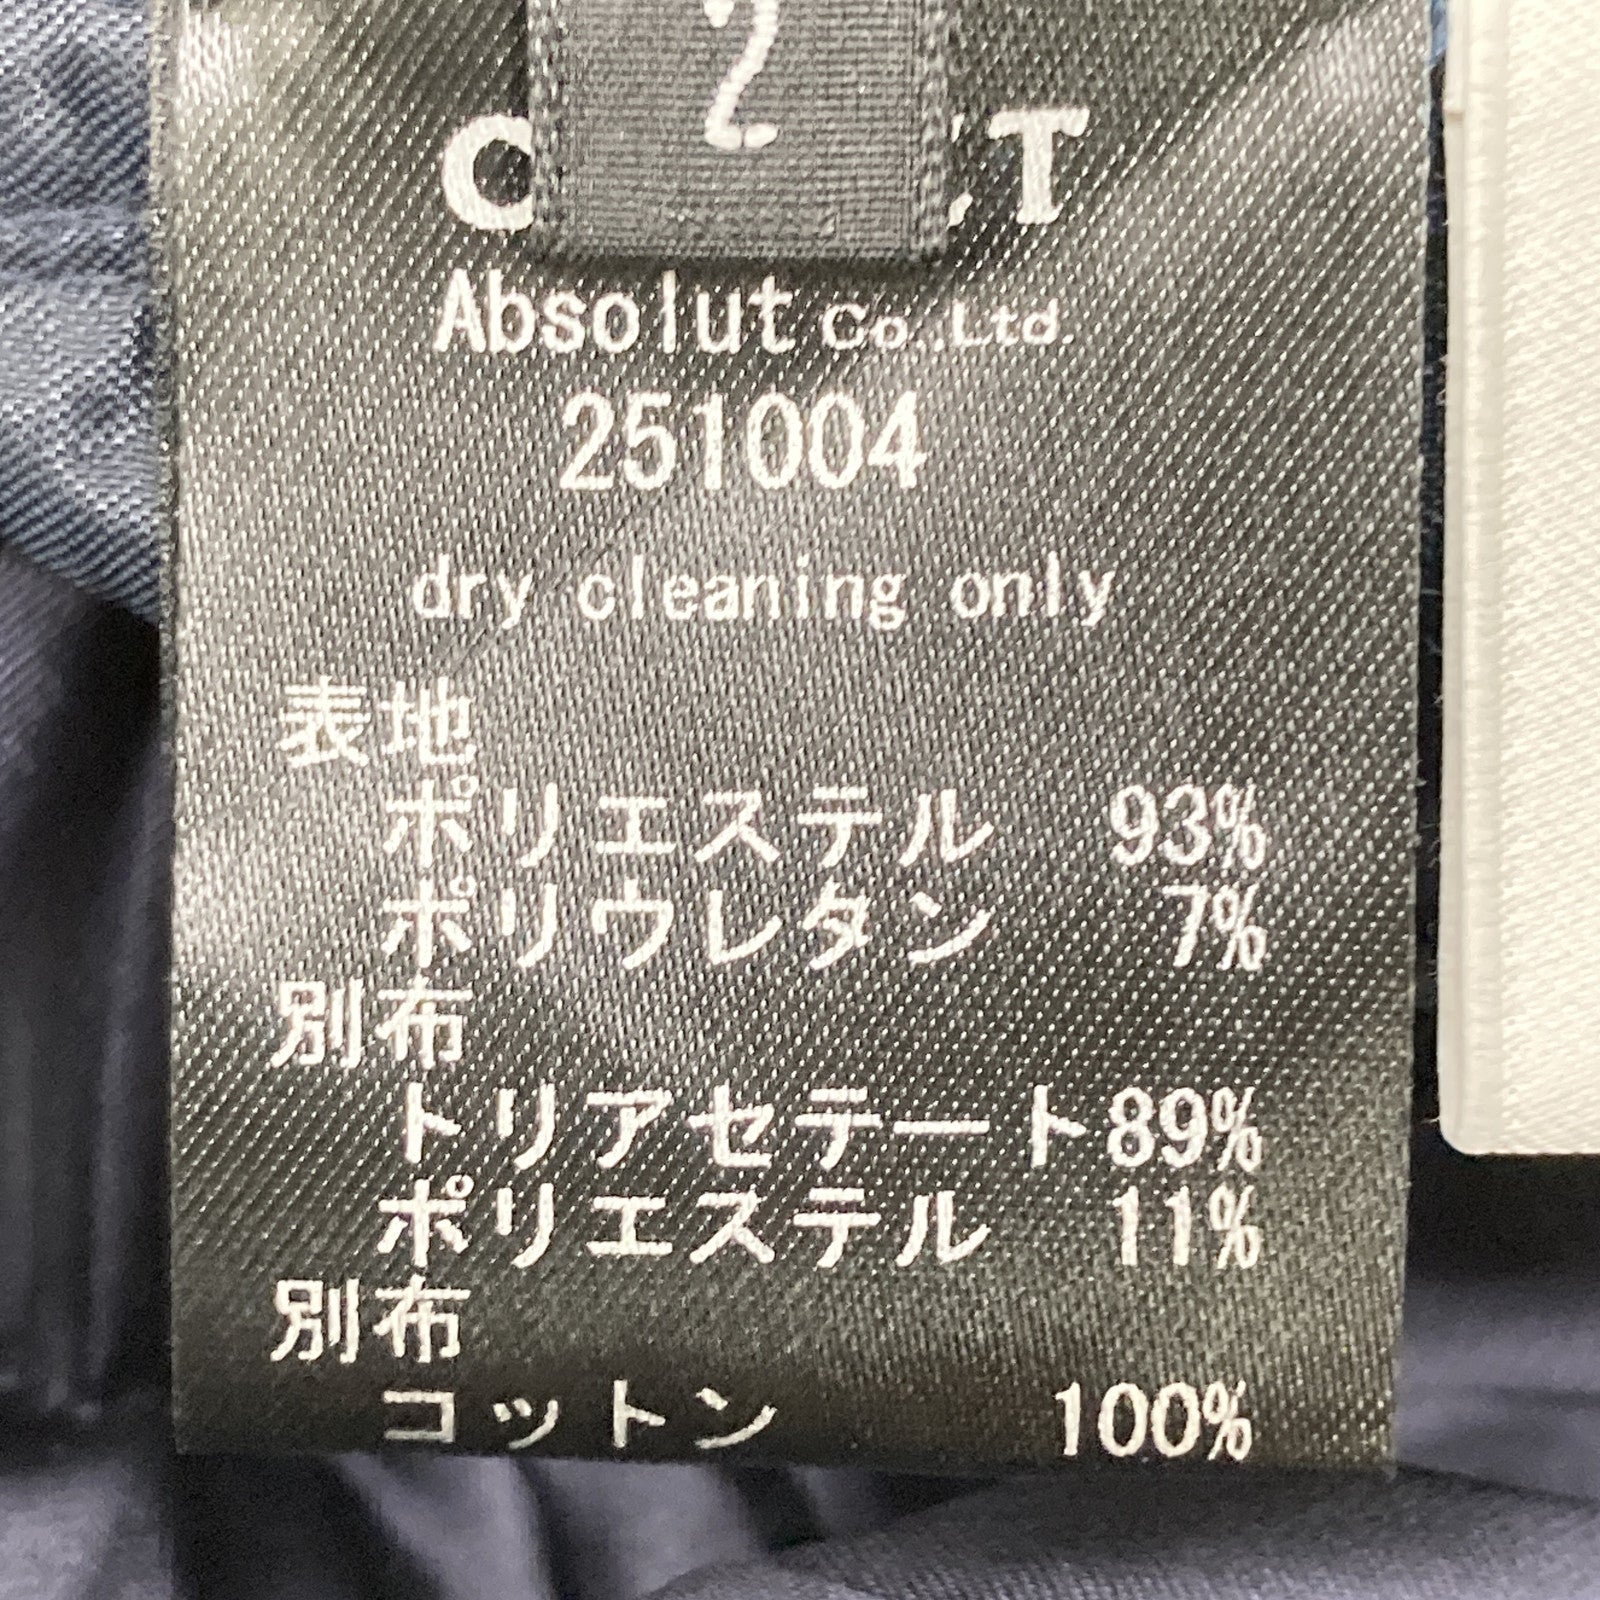 2
Absolut Co.,Ltd.
251004
dry cleaning only
表地
ポリエステル 93%
ポリウレタン 7%
別布
トリアセテート89%
ポリエステル 11%
別布
コットン 100%